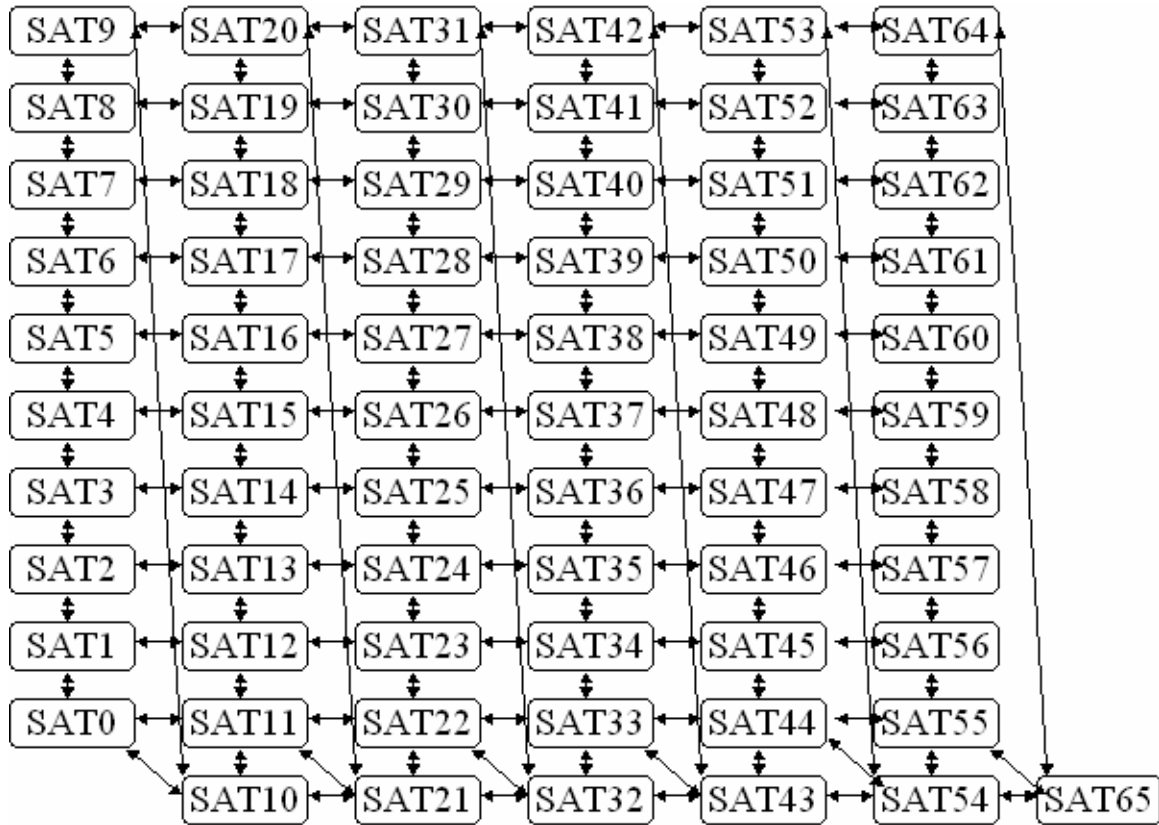 SAT9 SAT20 SAT31 SAT42 SAT53 SAT64
SAT8 SAT19 SAT30 SAT41 SAT52 SAT63
SAT7 SAT18 SAT29 SAT40 SAT51 SAT62
SAT6 SAT17 SAT28 SAT39 SAT50 SAT61
SAT5 SAT16 SAT27 SAT38 SAT49 SAT60
SAT4 SAT15 SAT26 SAT37 SAT48 SAT59
SAT3 SAT14 SAT25 SAT36 SAT47 SAT58
SAT2 SAT13 SAT24 SAT35 SAT46 SAT57
SAT1 SAT12 SAT23 SAT34 SAT45 SAT56
SAT0 SAT11 SAT22 SAT33 SAT44 SAT55
SAT10 SAT21 SAT32 SAT43 SAT54 SAT65